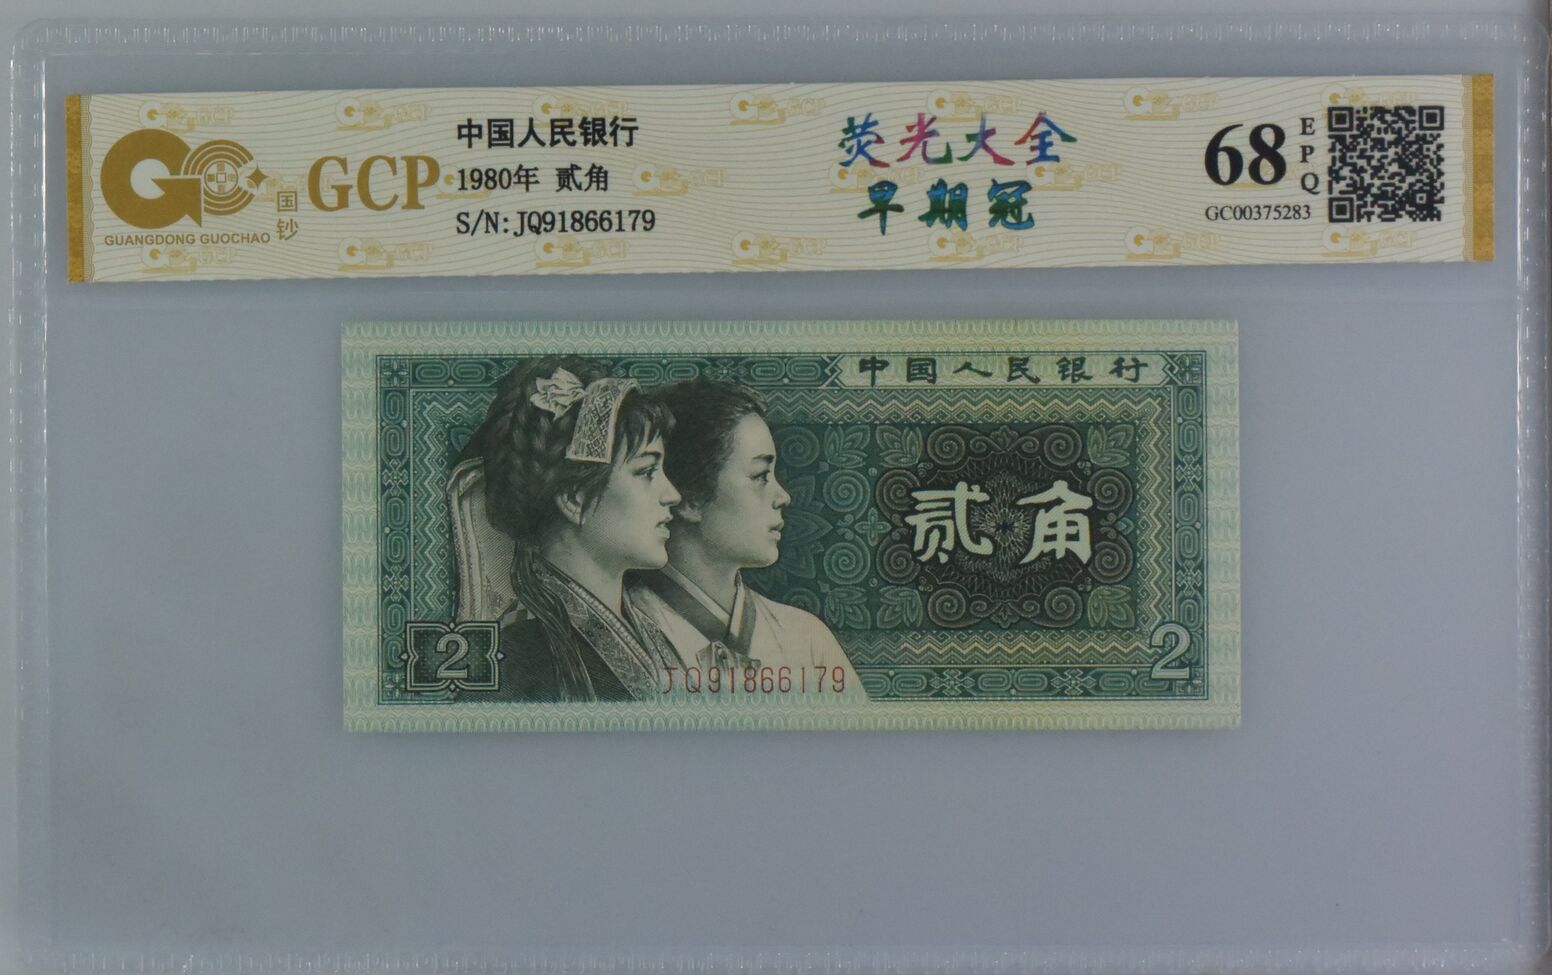 GUANGDONG GUOCHAO
国钞
GCP
中国人民银行
1980年 贰角
S/N: JQ91866179
荧光大全
早期冠
68
EPQ
GC00375283
中国人民银行
贰角
2
JQ91866179
2